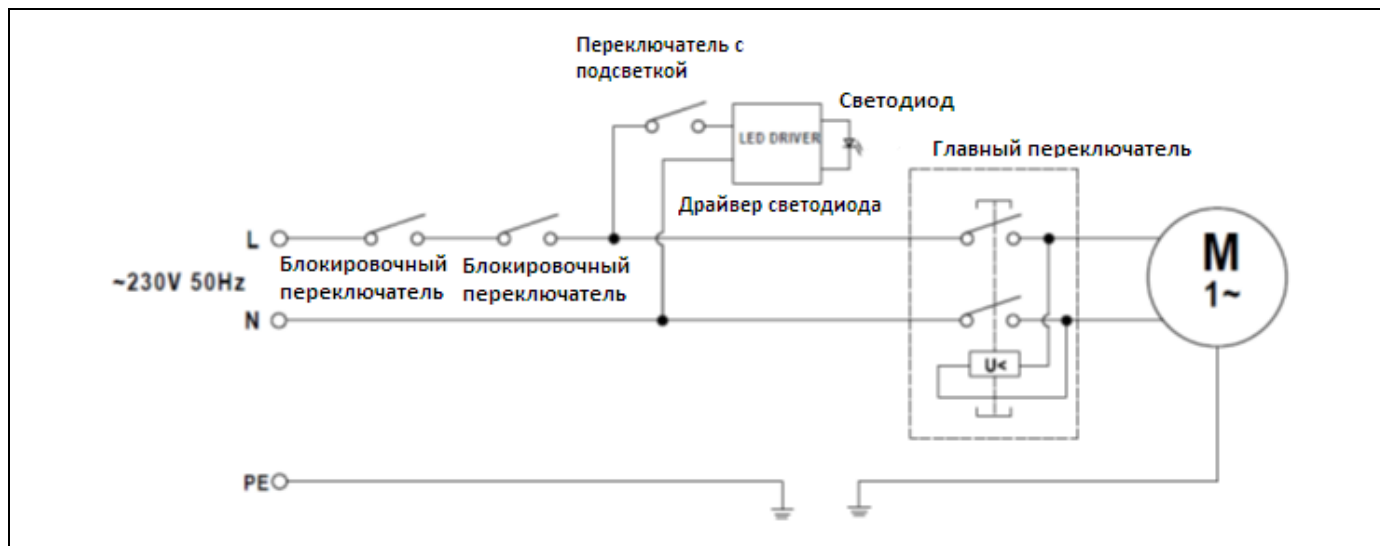 Переключатель с
подсветкой
Светодиод
LED DRIVER
Главный переключатель
Драйвер светодиода
L
M
1~
Блокировочный
переключатель
Блокировочный
переключатель
~230V 50Hz
N
U<
PE